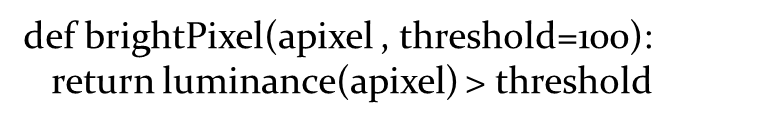 def brightPixel(apixel , threshold=100):
return luminance(apixel) > threshold